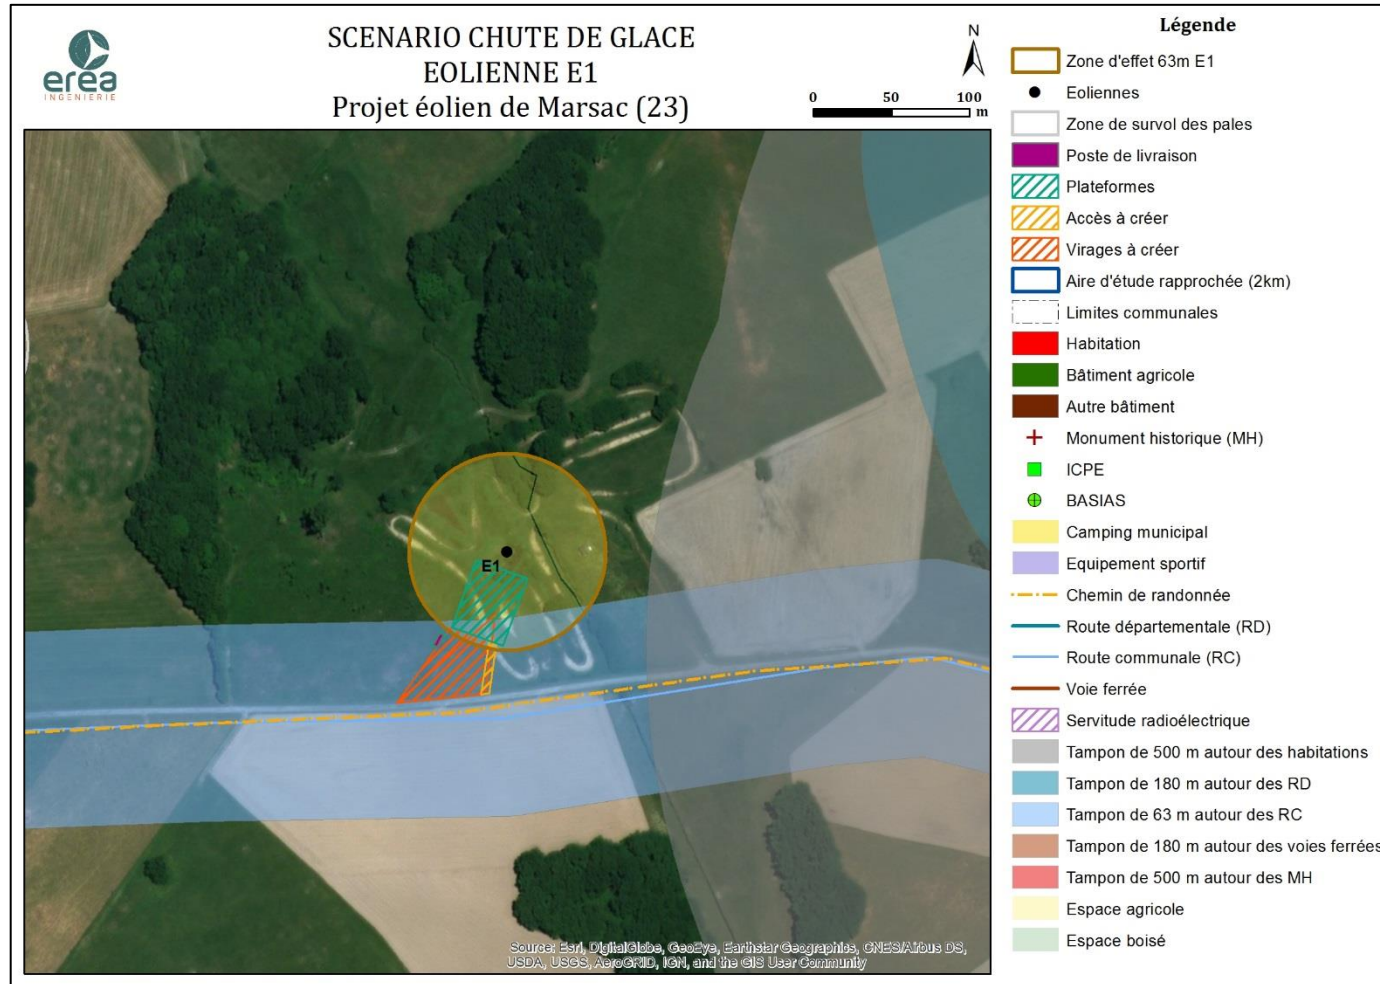 erea
INGENIERIE
SCENARIO CHUTE DE GLACE
EOLIENNE E1
Projet éolien de Marsac (23)
N
0 50 100
m
E1
Source: Esri, DigitalGlobe, GeoEye, Earthstar Geographics, CNES/Airbus DS,
USDA, USGS, AeroGRID, IGN, and the GIS User Community
Légende
Zone d'effet 63m E1
Eoliennes
Zone de survol des pales
Poste de livraison
Plateformes
Accès à créer
Virages à créer
Aire d'étude rapprochée (2km)
Limites communales
Habitation
Bâtiment agricole
Autre bâtiment
Monument historique (MH)
ICPE
BASIAS
Camping municipal
Equipement sportif
Chemin de randonnée
Route départementale (RD)
Route communale (RC)
Voie ferrée
Servitude radioélectrique
Tampon de 500 m autour des habitations
Tampon de 180 m autour des RD
Tampon de 63 m autour des RC
Tampon de 180 m autour des voies ferrées
Tampon de 500 m autour des MH
Espace agricole
Espace boisé